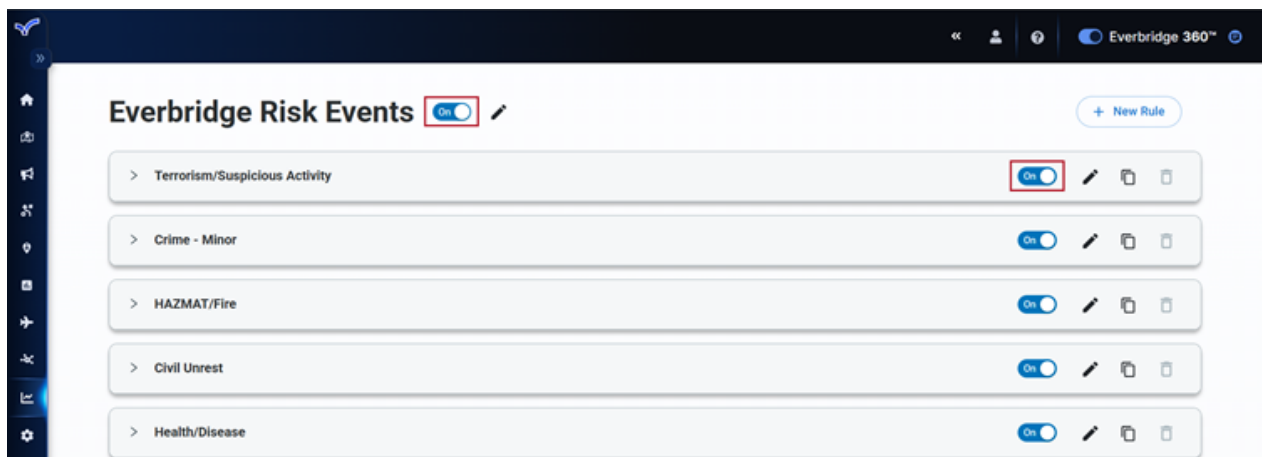 Everbridge 360™
Everbridge Risk Events On
+ New Rule
Terrorism/Suspicious Activity On
Crime - Minor On
HAZMAT/Fire On
Civil Unrest On
Health/Disease On